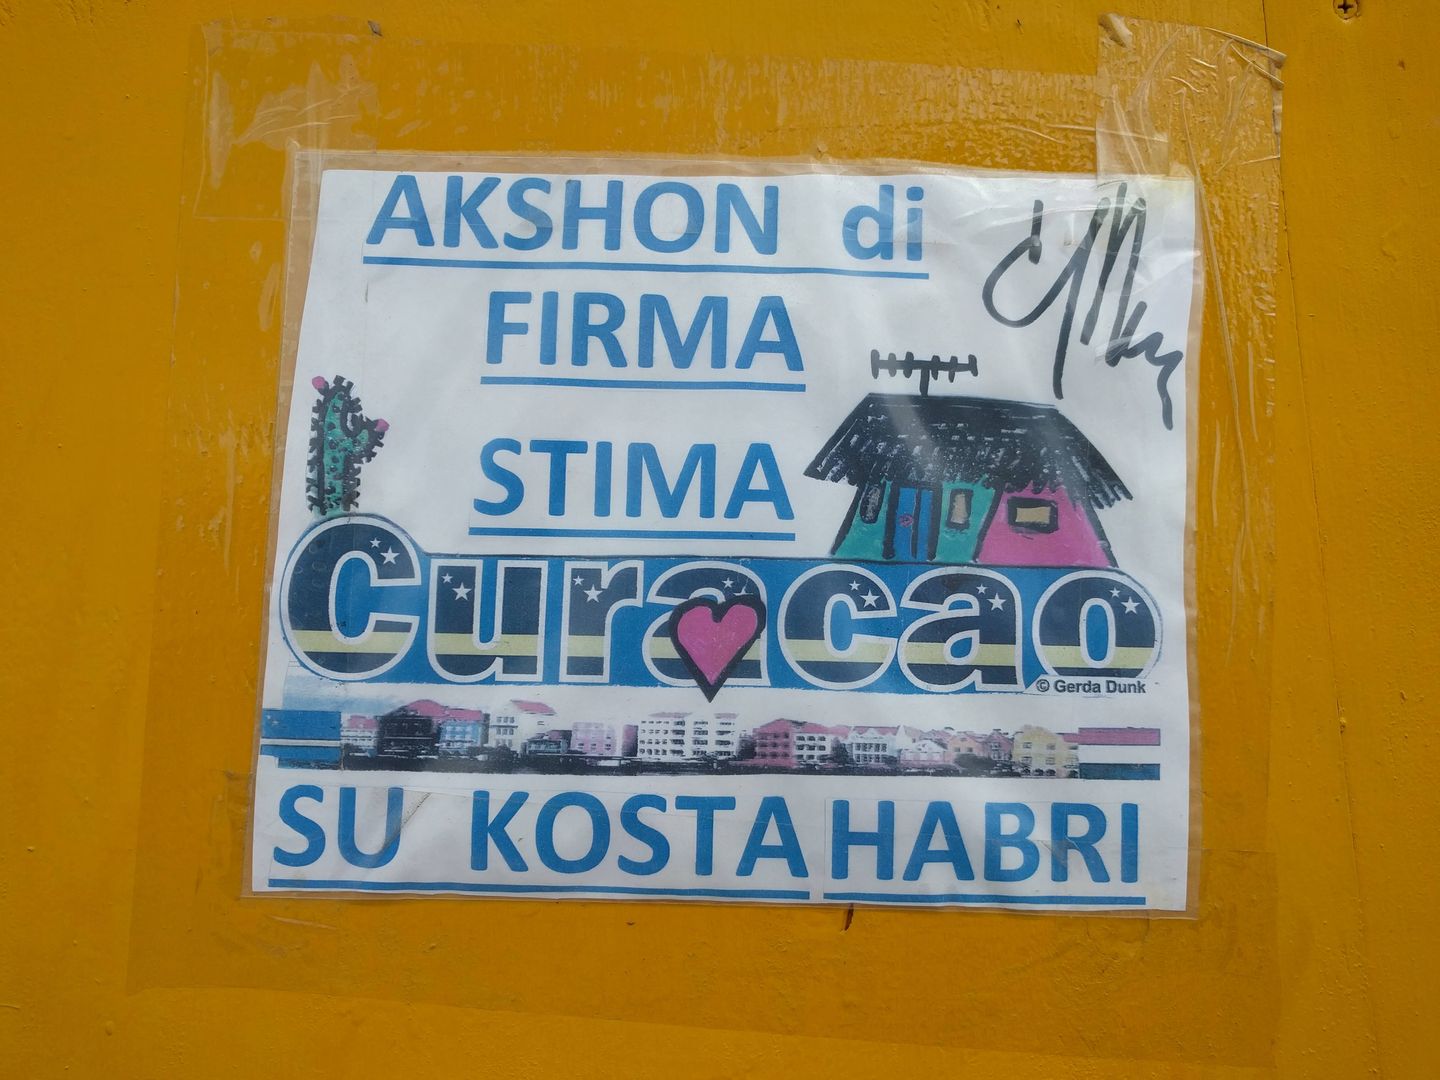 AKSHON di
FIRMA
STIMA
Curacao
© Gerda Dunk
SU KOSTA HABRI